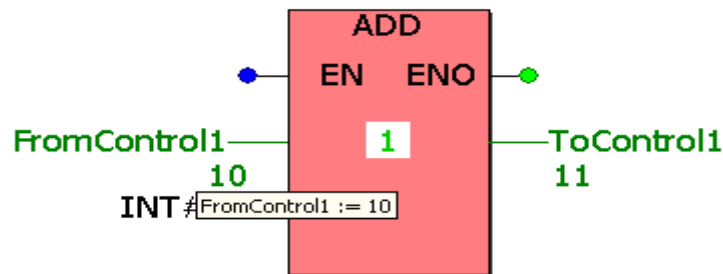 ADD
EN ENO
FromControl1 1 ToControl1
10 11
INT#
FromControl1 := 10